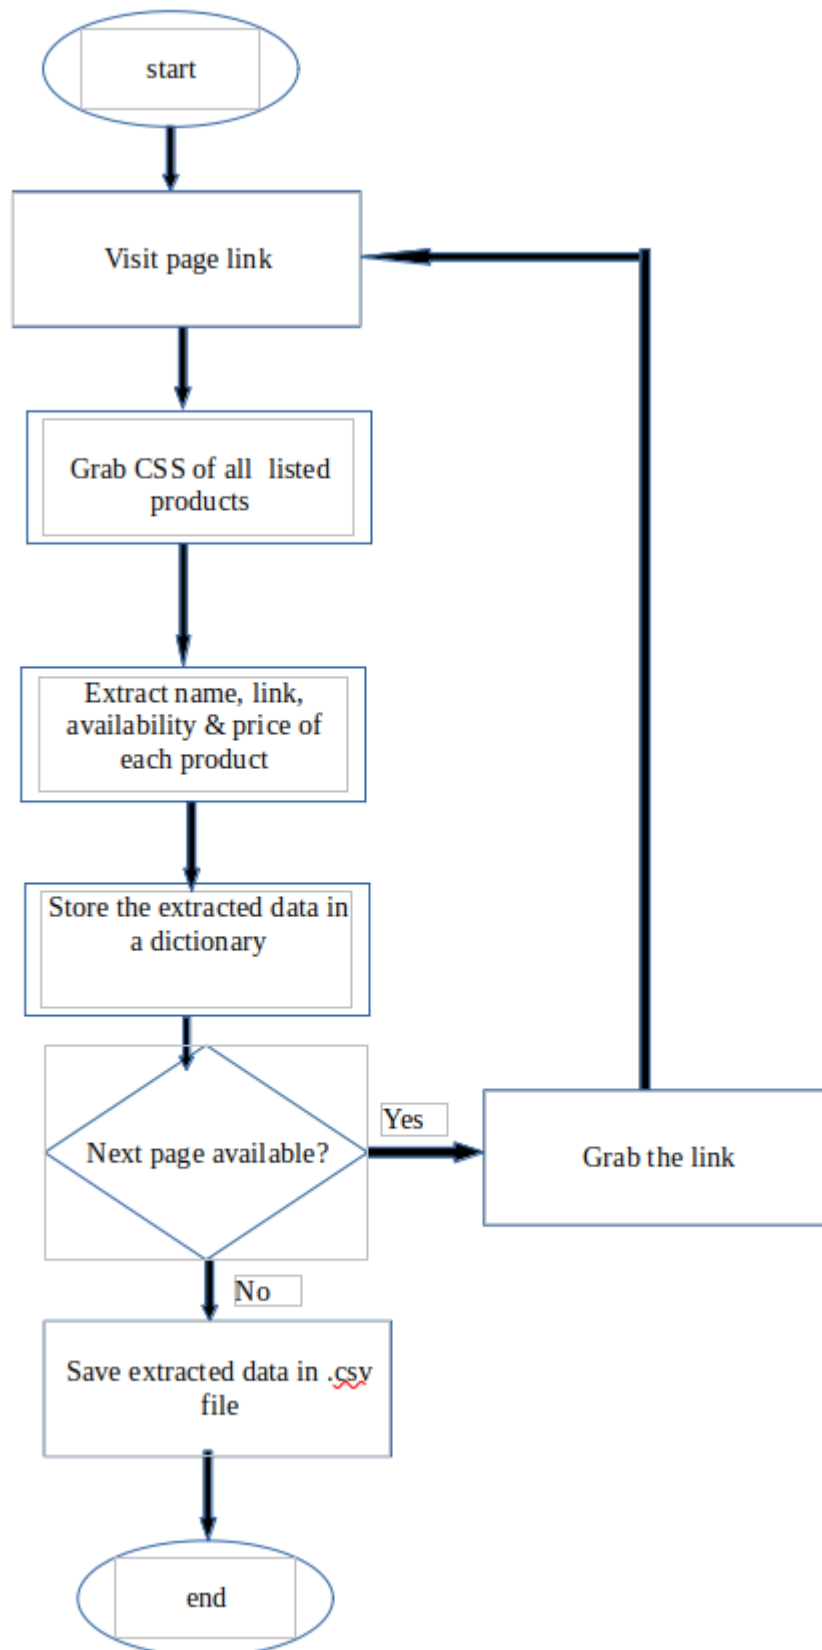 start
Visit page link
Grab CSS of all listed
products
Extract name, link,
availability & price of
each product
Store the extracted data in
a dictionary
Next page available?
Yes
Grab the link
No
Save extracted data in .csv
file
end